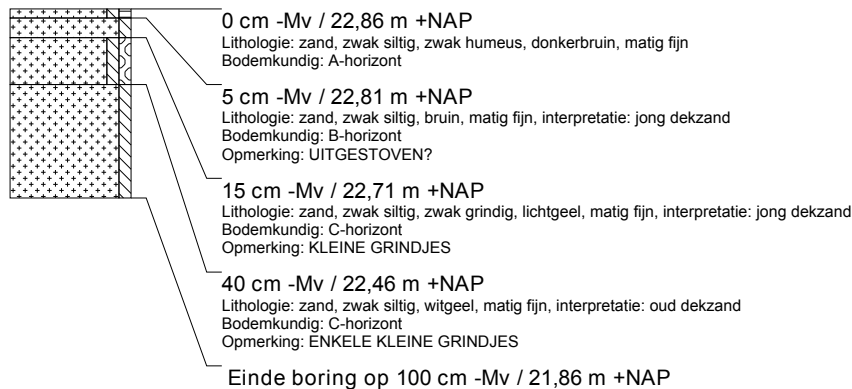 0 cm -Mv / 22,86 m +NAP
Lithologie: zand, zwak siltig, zwak humeus, donkerbruin, matig fijn
Bodemkundig: A-horizont
5 cm -Mv / 22,81 m +NAP
Lithologie: zand, zwak siltig, bruin, matig fijn, interpretatie: jong dekzand
Bodemkundig: B-horizont
Opmerking: UITGESTOVEN?
15 cm -Mv / 22,71 m +NAP
Lithologie: zand, zwak siltig, zwak grindig, lichtgeel, matig fijn, interpretatie: jong dekzand
Bodemkundig: C-horizont
Opmerking: KLEINE GRINDJES
40 cm -Mv / 22,46 m +NAP
Lithologie: zand, zwak siltig, witgeel, matig fijn, interpretatie: oud dekzand
Bodemkundig: C-horizont
Opmerking: ENKELE KLEINE GRINDJES
Einde boring op 100 cm -Mv / 21,86 m +NAP